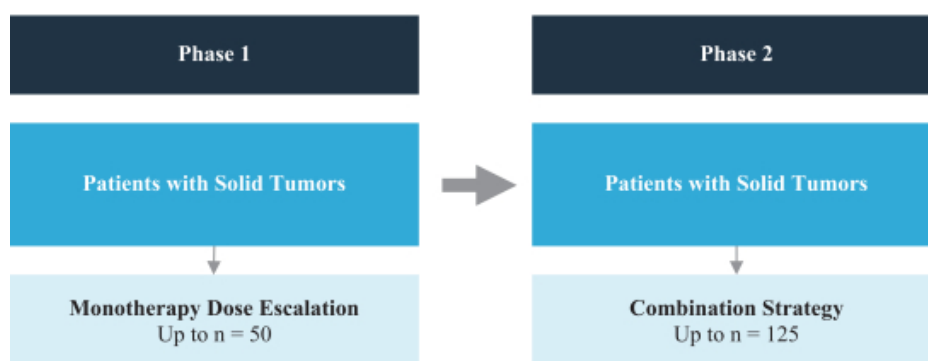 Phase 1
Phase 2
Patients with Solid Tumors
Patients with Solid Tumors
Monotherapy Dose Escalation
Up to n = 50
Combination Strategy
Up to n = 125